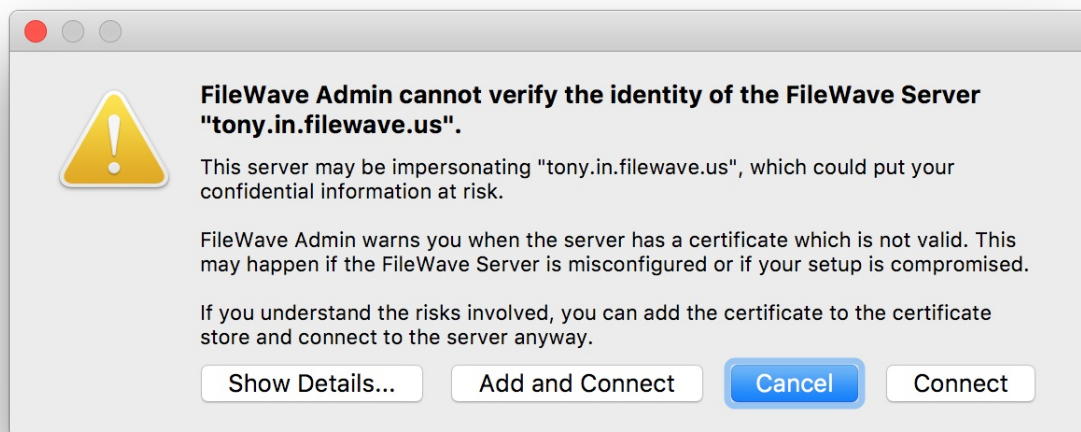 FileWave Admin cannot verify the identity of the FileWave Server
"tony.in.filewave.us".
This server may be impersonating "tony.in.filewave.us", which could put your
confidential information at risk.
FileWave Admin warns you when the server has a certificate which is not valid. This
may happen if the FileWave Server is misconfigured or if your setup is compromised.
If you understand the risks involved, you can add the certificate to the certificate
store and connect to the server anyway.
Show Details... Add and Connect Cancel Connect